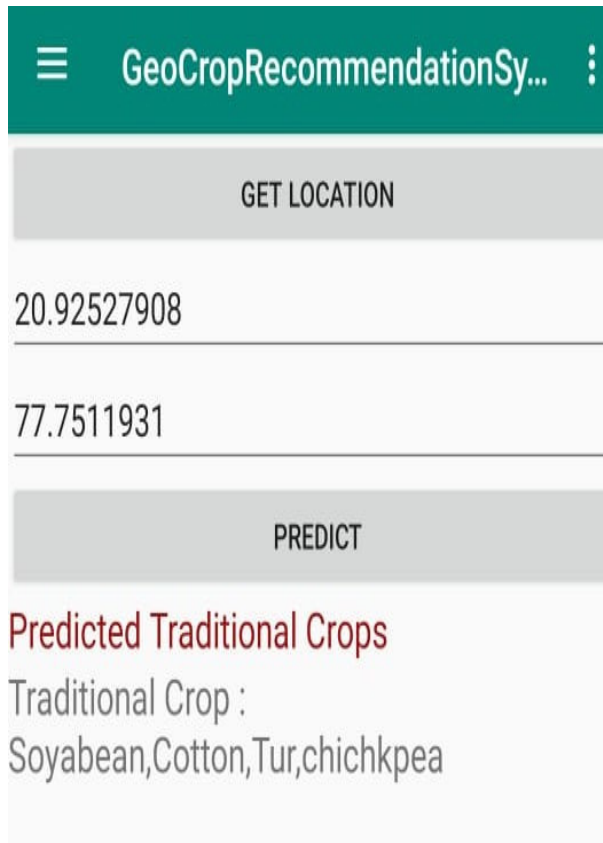 GeoCropRecommendationSy...
GET LOCATION
20.92527908
77.7511931
PREDICT
Predicted Traditional Crops
Traditional Crop :
Soyabean,Cotton,Tur,chichkpea